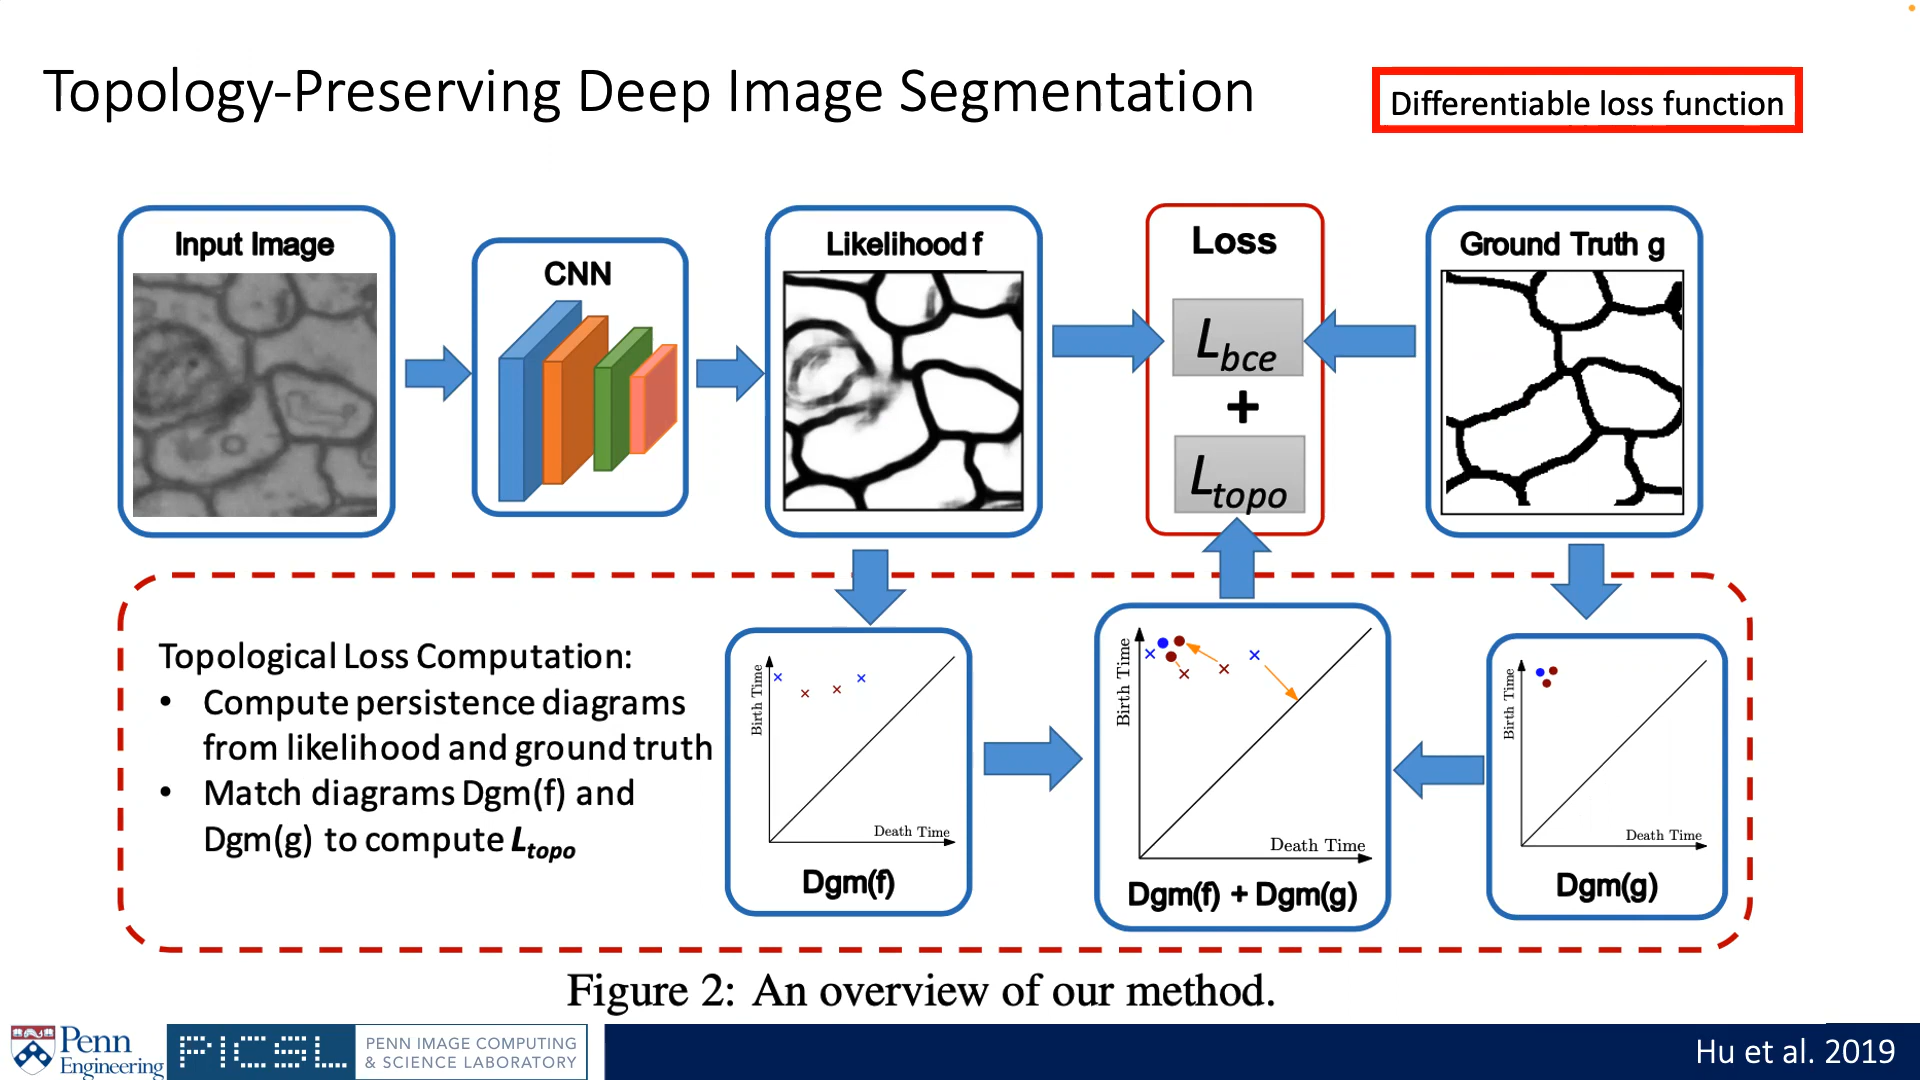 Topology-Preserving Deep Image Segmentation
Differentiable loss function
Input Image
CNN
Likelihood f
Loss
L bce
+
L topo
Ground Truth g
Topological Loss Computation:
• Compute persistence diagrams
from likelihood and ground truth
• Match diagrams Dgm(f) and
Dgm(g) to compute L topo
Birth Time
Death Time
Dgm(f)
Birth Time
Death Time
Dgm(f) + Dgm(g)
Birth Time
Death Time
Dgm(g)
Figure 2: An overview of our method.
Penn
Engineering
PICSL
PENN IMAGE COMPUTING
& SCIENCE LABORATORY
Hu et al. 2019